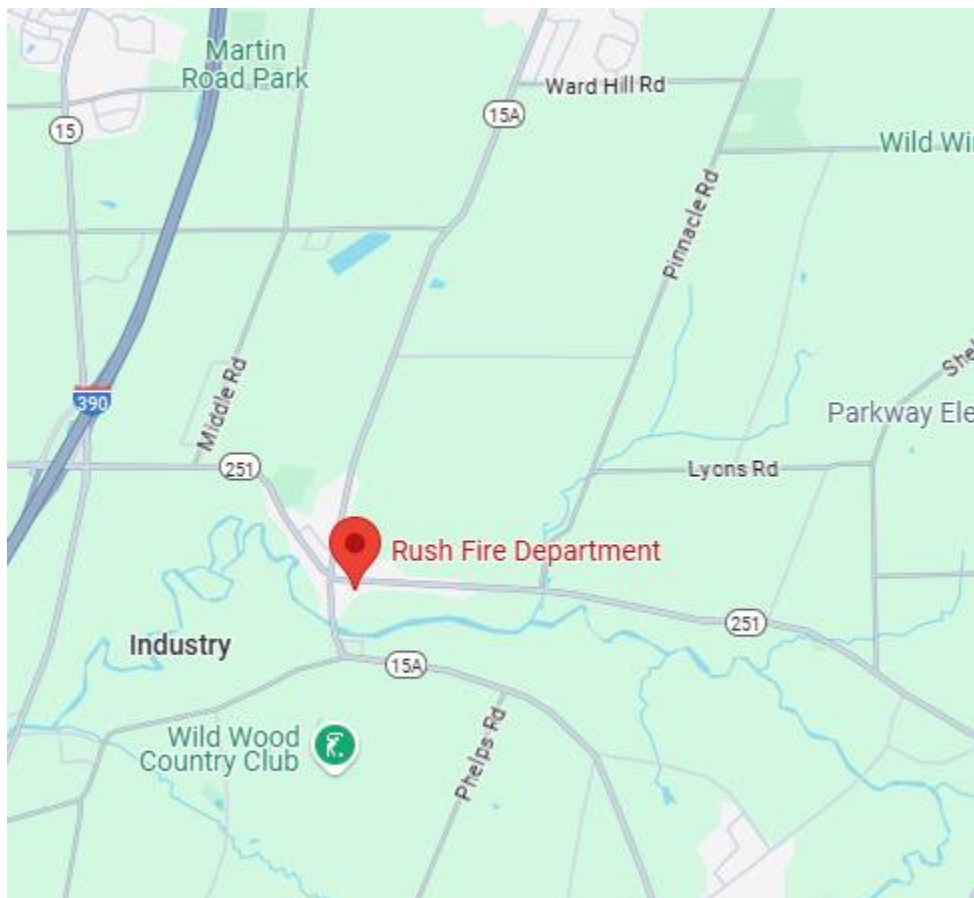 Martin
Road Park
Ward Hill Rd
15A
15
Wild Wi
Pinnacle Rd
Middle Rd
390
Shel
Parkway Ele
251
Lyons Rd
Rush Fire Department
251
Industry
15A
Wild Wood
Country Club
Phelps Rd